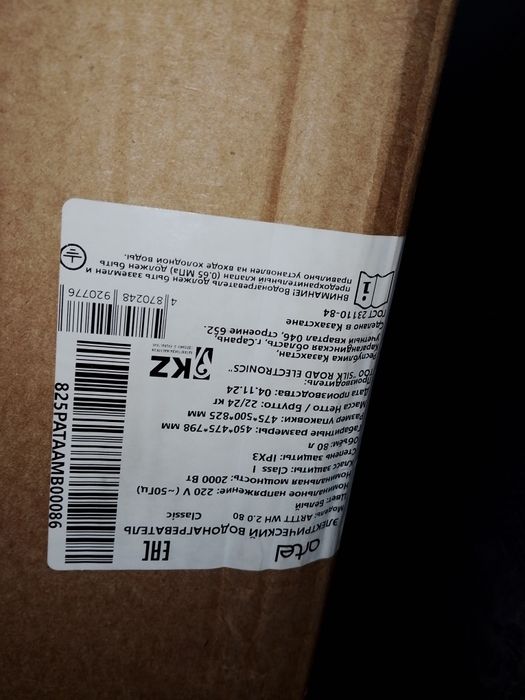 artel
ЭЛЕКТРИЧЕСКИЙ ВОДОНАГРЕВАТЕЛЬ
Модель: ARTTT WH 2.0 80 Classic
Цвет: Белый
Номинальное напряжение: 220 V (~50Гц)
Номинальная мощность: 2000 Вт
Класс защиты: Class I
Степень защиты: IPX3
Объём: 80 л
Габаритные размеры: 450*475*798 мм
Размер упаковки: 475*500*825 мм
Масса Нетто / Брутто: 22/24 кг
Дата производства: 04.11.24
Производитель:
ТОО "SILK ROAD ELECTRONICS"
Республика Казахстан,
Карагандинская область, г.Сарань,
учетный квартал 046, строение 652.
Сделано в Казахстане
ГОСТ 23110-84
ВНИМАНИЕ! Водонагреватель должен быть заземлен и
предохранительный клапан (0.65 МПа) должен быть
правильно установлен на входе холодной воды.
EAC
KZ
825PATAAMB00086
4 870248 920776